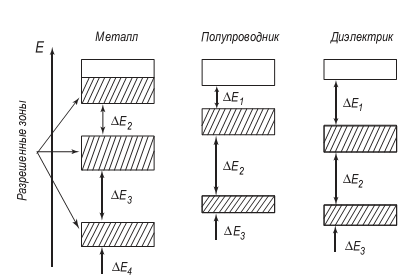 Металл
Полупроводник
Диэлектрик
E
Разрешенные зоны
ΔE₂
ΔE₃
ΔE₄
ΔE₁
ΔE₂
ΔE₃
ΔE₁
ΔE₂
ΔE₃